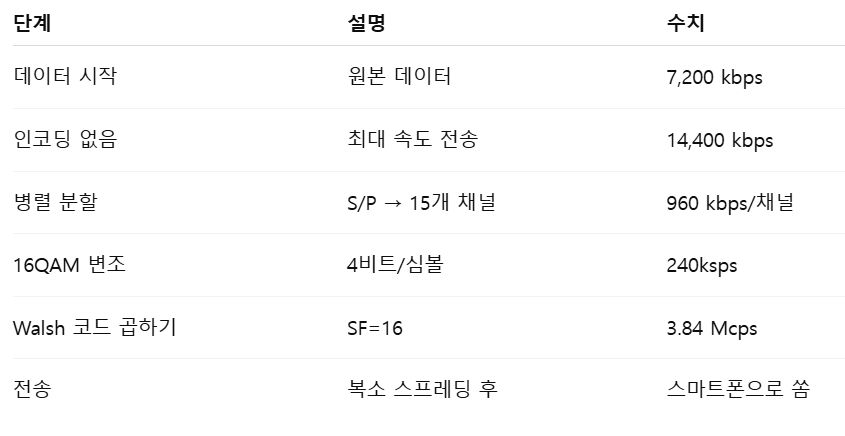 단계 설명 수치
데이터 시작 원본 데이터 7,200 kbps
인코딩 없음 최대 속도 전송 14,400 kbps
병렬 분할 S/P → 15개 채널 960 kbps/채널
16QAM 변조 4비트/심볼 240ksps
Walsh 코드 곱하기 SF=16 3.84 Mcps
전송 복소 스프레딩 후 스마트폰으로 쏨